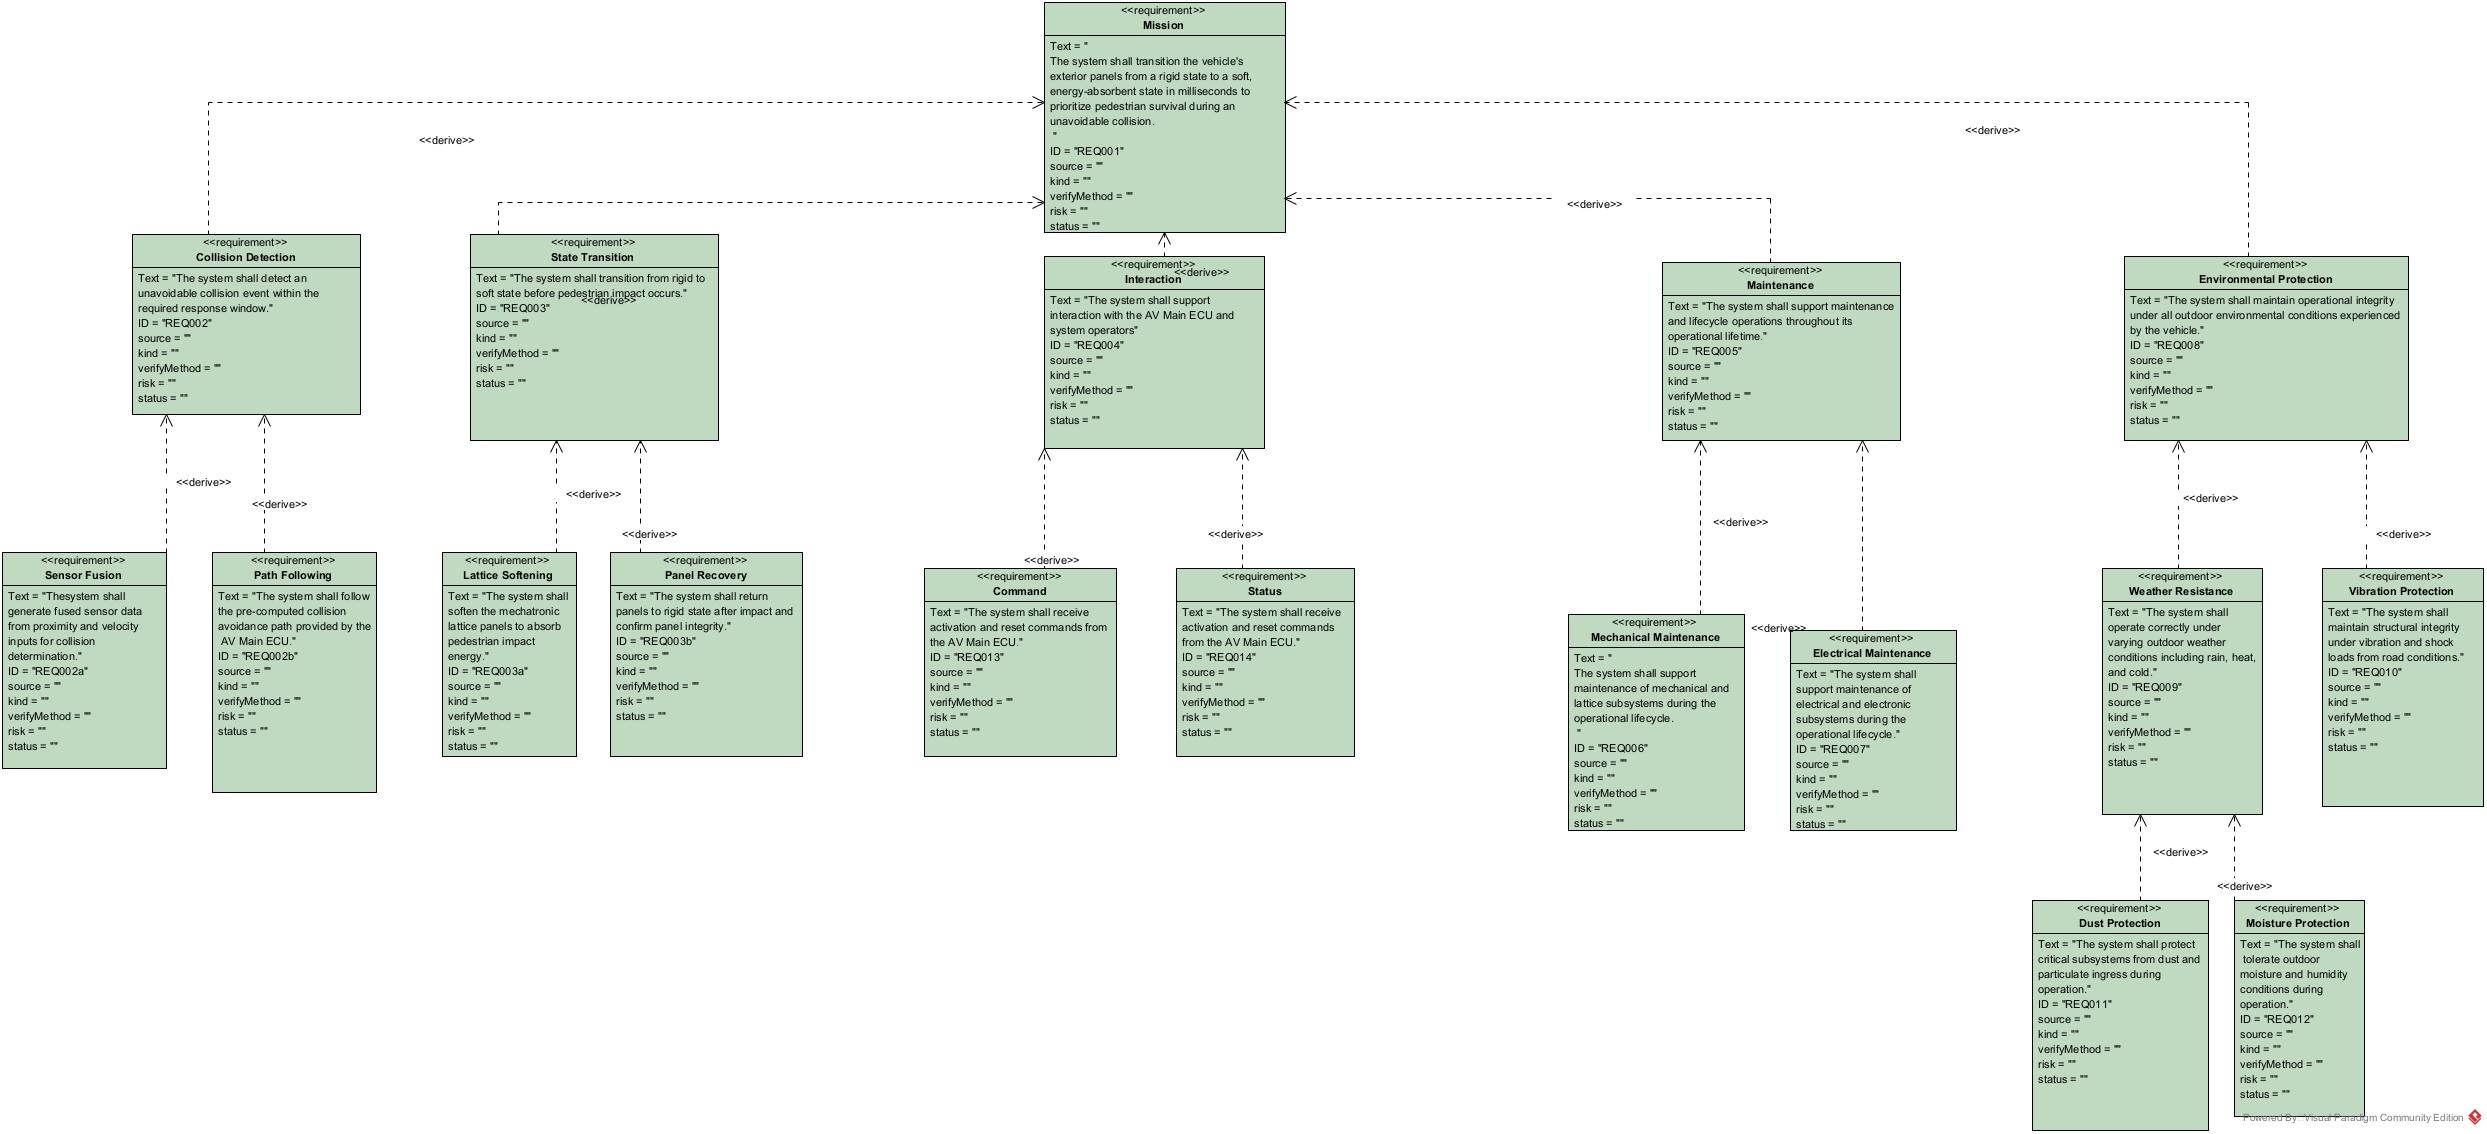 <<requirement>>
Mission
Text = "
The system shall transition the vehicle's
exterior panels from a rigid state to a soft,
energy-absorbent state in milliseconds to
prioritize pedestrian survival during an
unavoidable collision.
"
ID = "REQ001"
source = ""
kind = ""
verifyMethod = ""
risk = ""
status = ""
<<derive>>
<<derive>>
<<derive>>
<<derive>>
<<derive>>
<<requirement>>
Collision Detection
Text = "The system shall detect an
unavoidable collision event within the
required response window."
ID = "REQ002"
source = ""
kind = ""
verifyMethod = ""
risk = ""
status = ""
<<requirement>>
State Transition
Text = "The system shall transition from rigid to
soft state before pedestrian impact occurs."
ID = "REQ003"
source = ""
kind = ""
verifyMethod = ""
risk = ""
status = ""
<<requirement>>
Interaction
Text = "The system shall support
interaction with the AV Main ECU and
system operators"
ID = "REQ004"
source = ""
kind = ""
verifyMethod = ""
risk = ""
status = ""
<<requirement>>
Maintenance
Text = "The system shall support maintenance
and lifecycle operations throughout its
operational lifetime."
ID = "REQ005"
source = ""
kind = ""
verifyMethod = ""
risk = ""
status = ""
<<requirement>>
Environmental Protection
Text = "The system shall maintain operational integrity
under all outdoor environmental conditions experienced
by the vehicle."
ID = "REQ008"
source = ""
kind = ""
verifyMethod = ""
risk = ""
status = ""
<<derive>>
<<derive>>
<<derive>>
<<derive>>
<<derive>>
<<derive>>
<<derive>>
<<derive>>
<<derive>>
<<derive>>
<<requirement>>
Sensor Fusion
Text = "Thesystem shall
generate fused sensor data
from proximity and velocity
inputs for collision
determination."
ID = "REQ002a"
source = ""
kind = ""
verifyMethod = ""
risk = ""
status = ""
<<requirement>>
Path Following
Text = "The system shall follow
the pre-computed collision
avoidance path provided by the
AV Main ECU."
ID = "REQ002b"
source = ""
kind = ""
verifyMethod = ""
risk = ""
status = ""
<<requirement>>
Lattice Softening
Text = "The system shall
soften the mechatronic
lattice panels to absorb
pedestrian impact
energy."
ID = "REQ003a"
source = ""
kind = ""
verifyMethod = ""
risk = ""
status = ""
<<requirement>>
Panel Recovery
Text = "The system shall return
panels to rigid state after impact and
confirm panel integrity."
ID = "REQ003b"
source = ""
kind = ""
verifyMethod = ""
risk = ""
status = ""
<<requirement>>
Command
Text = "The system shall receive
activation and reset commands from
the AV Main ECU."
ID = "REQ013"
source = ""
kind = ""
verifyMethod = ""
risk = ""
status = ""
<<requirement>>
Status
Text = "The system shall receive
activation and reset commands
from the AV Main ECU."
ID = "REQ014"
source = ""
kind = ""
verifyMethod = ""
risk = ""
status = ""
<<requirement>>
Mechanical Maintenance
Text = "
The system shall support
maintenance of mechanical and
lattice subsystems during the
operational lifecycle.
"
ID = "REQ006"
source = ""
kind = ""
verifyMethod = ""
risk = ""
status = ""
<<requirement>>
Electrical Maintenance
Text = "The system shall
support maintenance of
electrical and electronic
subsystems during the
operational lifecycle."
ID = "REQ007"
source = ""
kind = ""
verifyMethod = ""
risk = ""
status = ""
<<requirement>>
Weather Resistance
Text = "The system shall
operate correctly under
varying outdoor weather
conditions including rain, heat,
and cold."
ID = "REQ009"
source = ""
kind = ""
verifyMethod = ""
risk = ""
status = ""
<<requirement>>
Vibration Protection
Text = "The system shall
maintain structural integrity
under vibration and shock
loads from road conditions."
ID = "REQ010"
source = ""
kind = ""
verifyMethod = ""
risk = ""
status = ""
<<derive>>
<<derive>>
<<requirement>>
Dust Protection
Text = "The system shall protect
critical subsystems from dust and
particulate ingress during
operation."
ID = "REQ011"
source = ""
kind = ""
verifyMethod = ""
risk = ""
status = ""
<<requirement>>
Moisture Protection
Text = "The system shall
tolerate outdoor
moisture and humidity
conditions during
operation."
ID = "REQ012"
source = ""
kind = ""
verifyMethod = ""
risk = ""
status = ""
Powered By: Visual Paradigm Community Edition